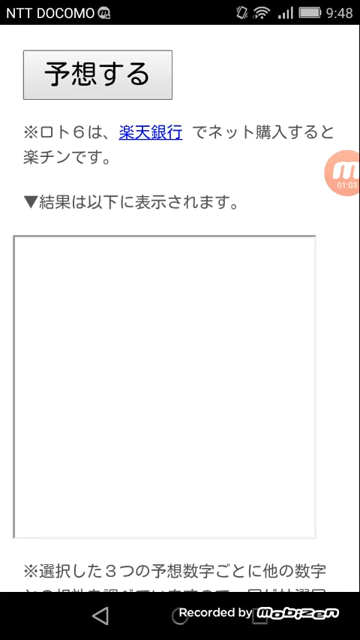 NTT DOCOMO 9:48
予想する
※ロト６は、楽天銀行 でネット購入すると
楽チンです。
01:03
▼結果は以下に表示されます。
※選択した３つの予想数字ごとに他の数字
Recorded by mobizen